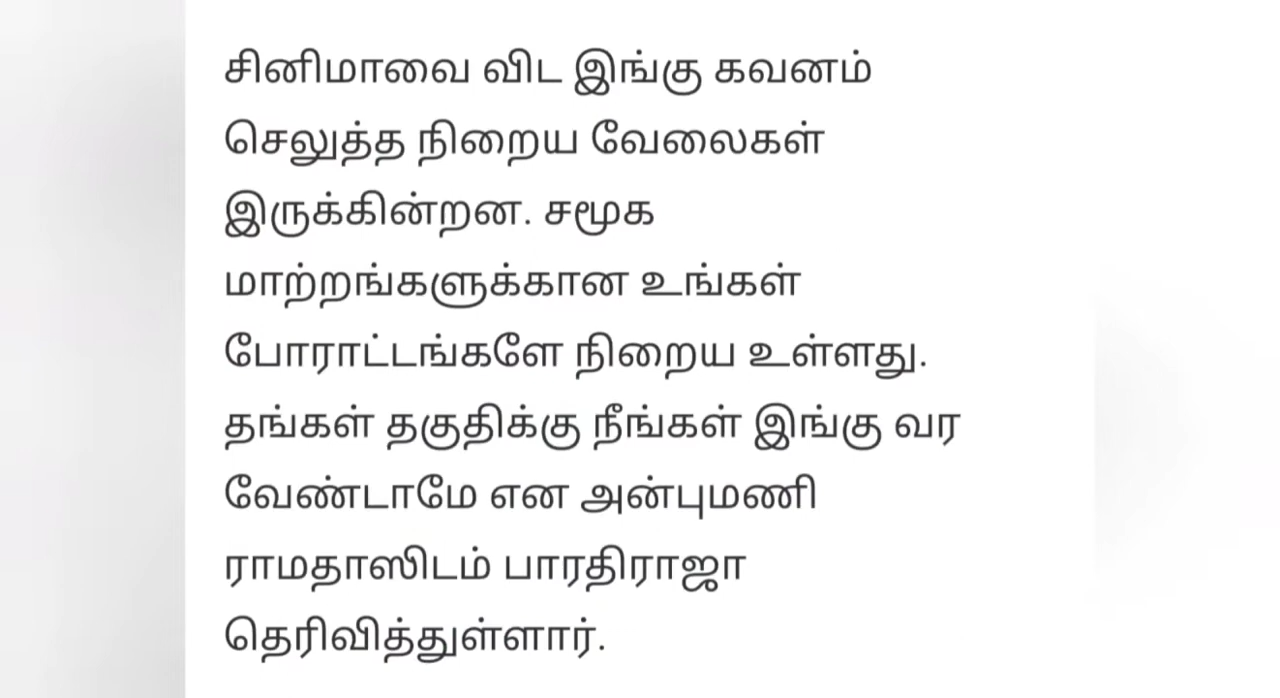 சினிமாவை விட இங்கு கவனம்
செலுத்த நிறைய வேலைகள்
இருக்கின்றன. சமூக
மாற்றங்களுக்கான உங்கள்
போராட்டங்களே நிறைய உள்ளது.
தங்கள் தகுதிக்கு நீங்கள் இங்கு வர
வேண்டாமே என அன்புமணி
ராமதாஸிடம் பாரதிராஜா
தெரிவித்துள்ளார்.